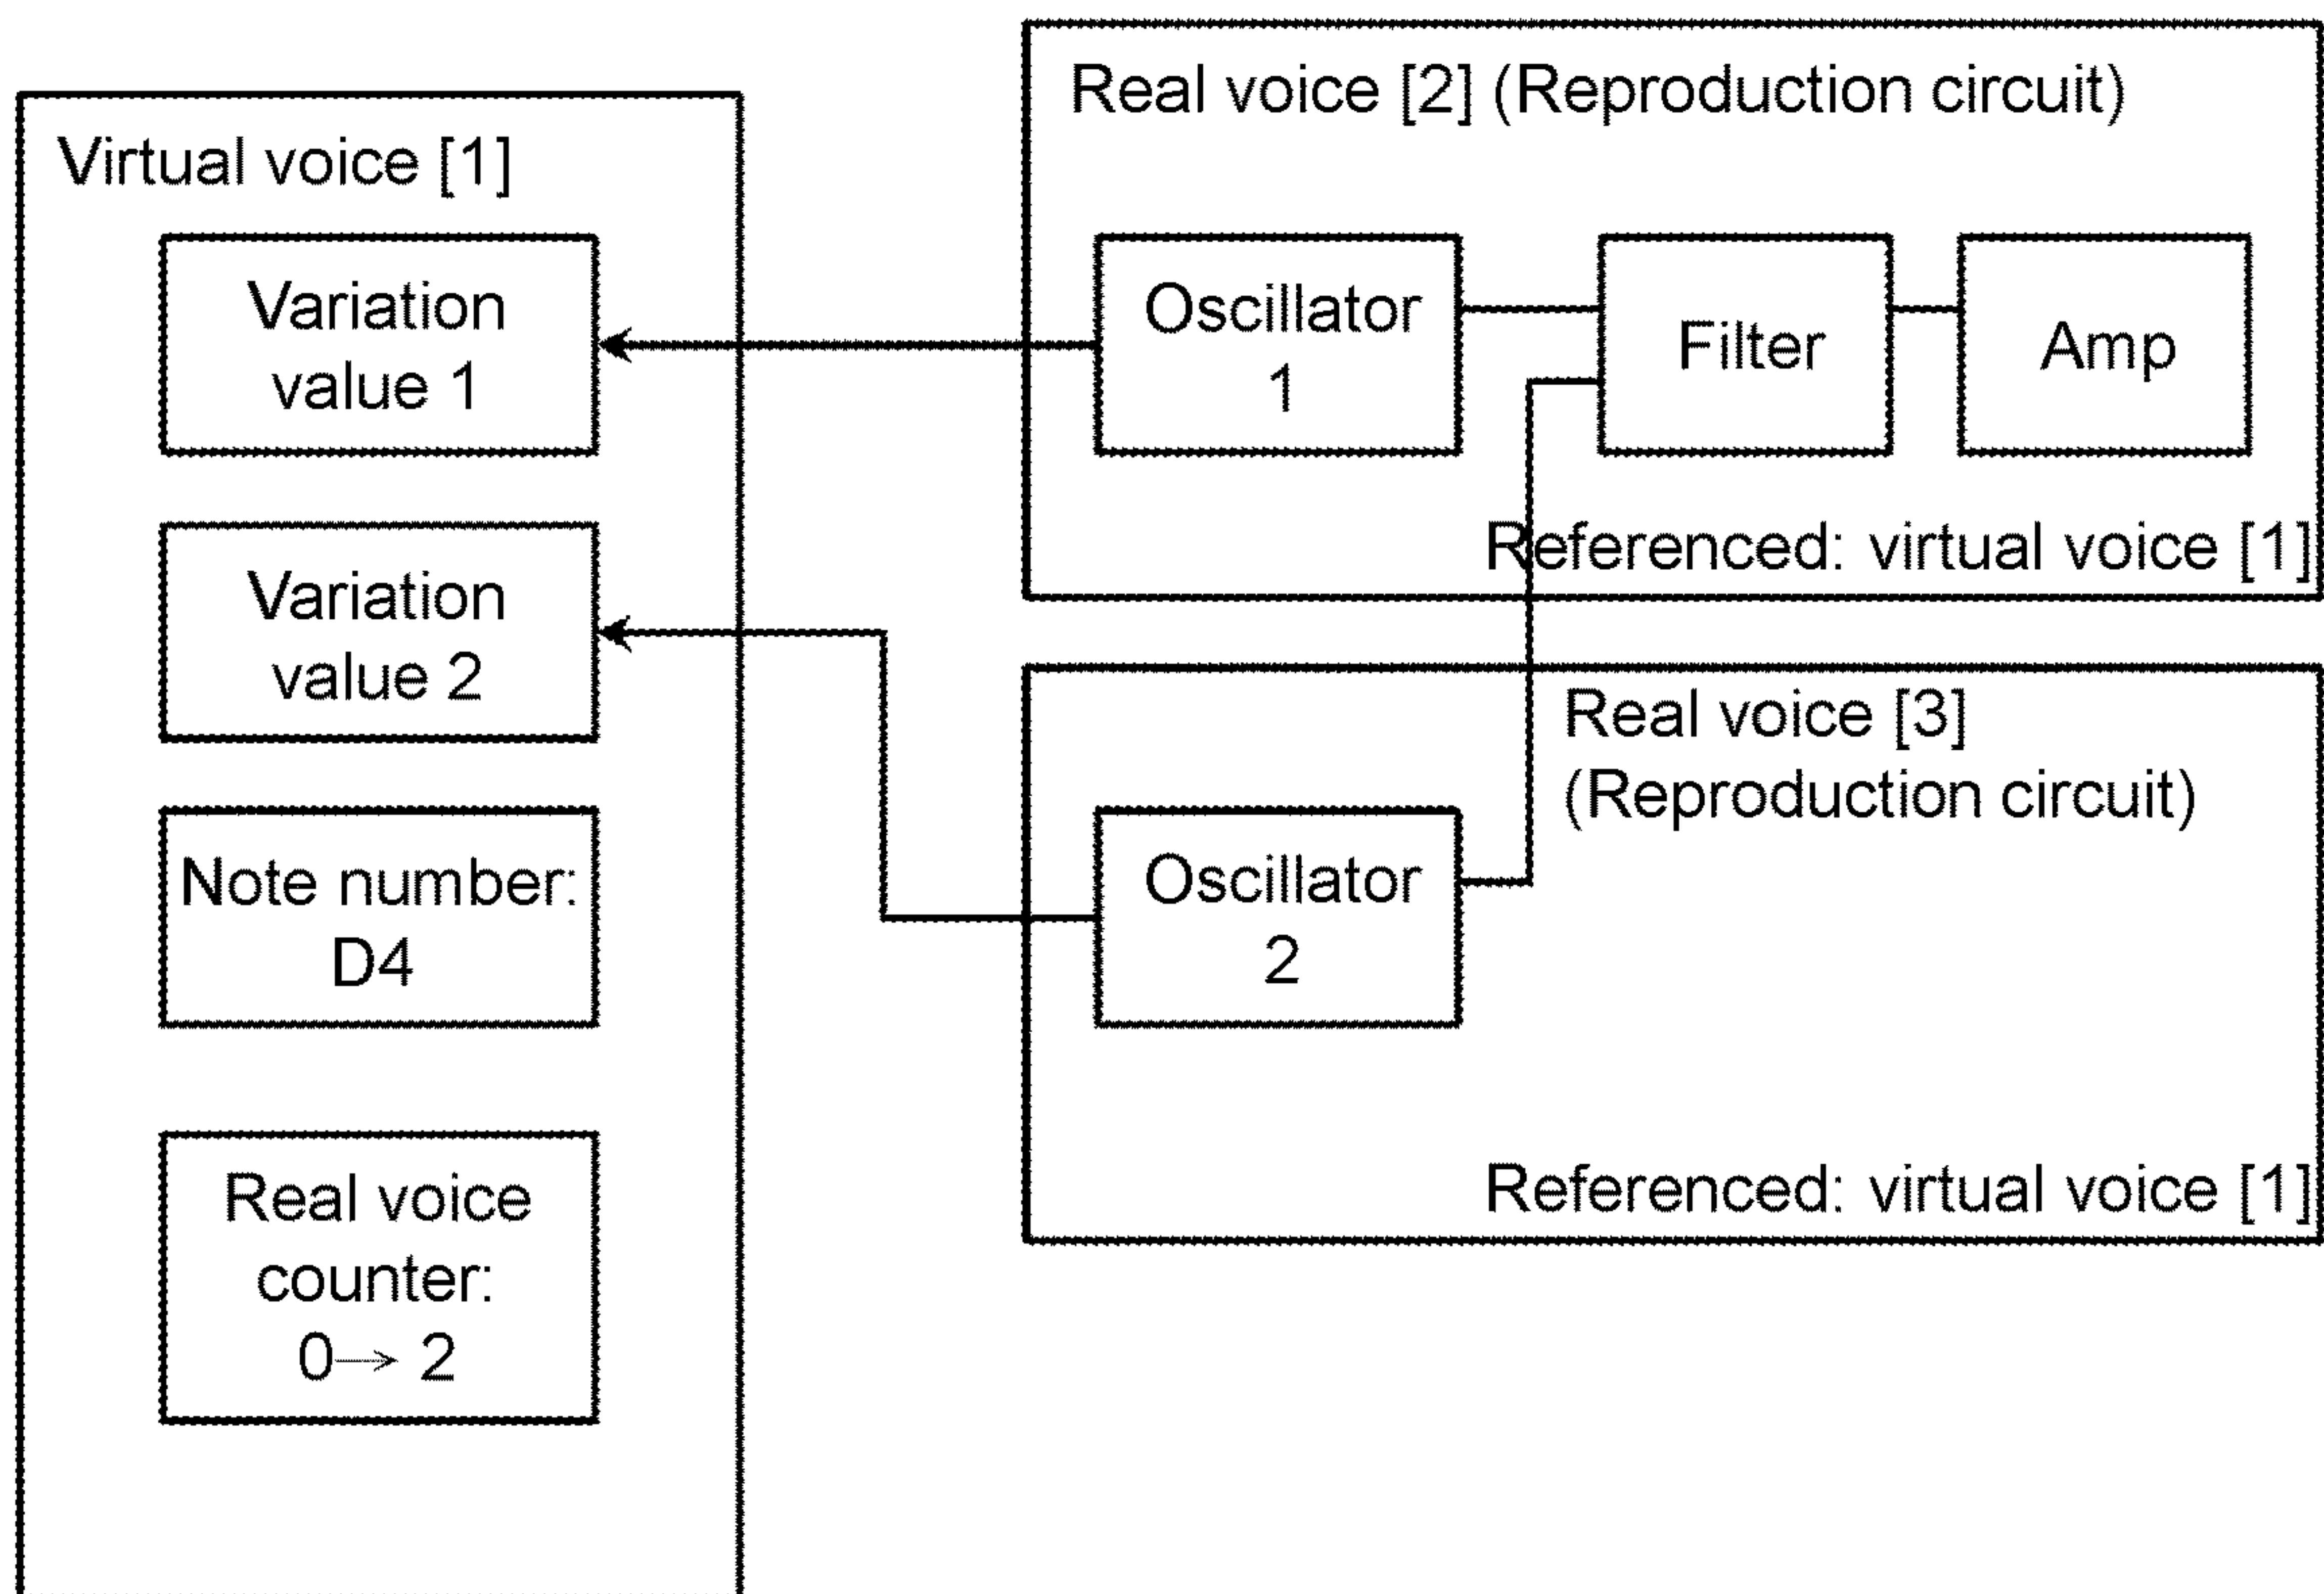 Virtual voice [1]
Variation
value 1
Variation
value 2
Note number:
D4
Real voice
counter:
0→ 2
Real voice [2] (Reproduction circuit)
Oscillator
1
Filter
Amp
Referenced: virtual voice [1]
Real voice [3]
(Reproduction circuit)
Oscillator
2
Referenced: virtual voice [1]